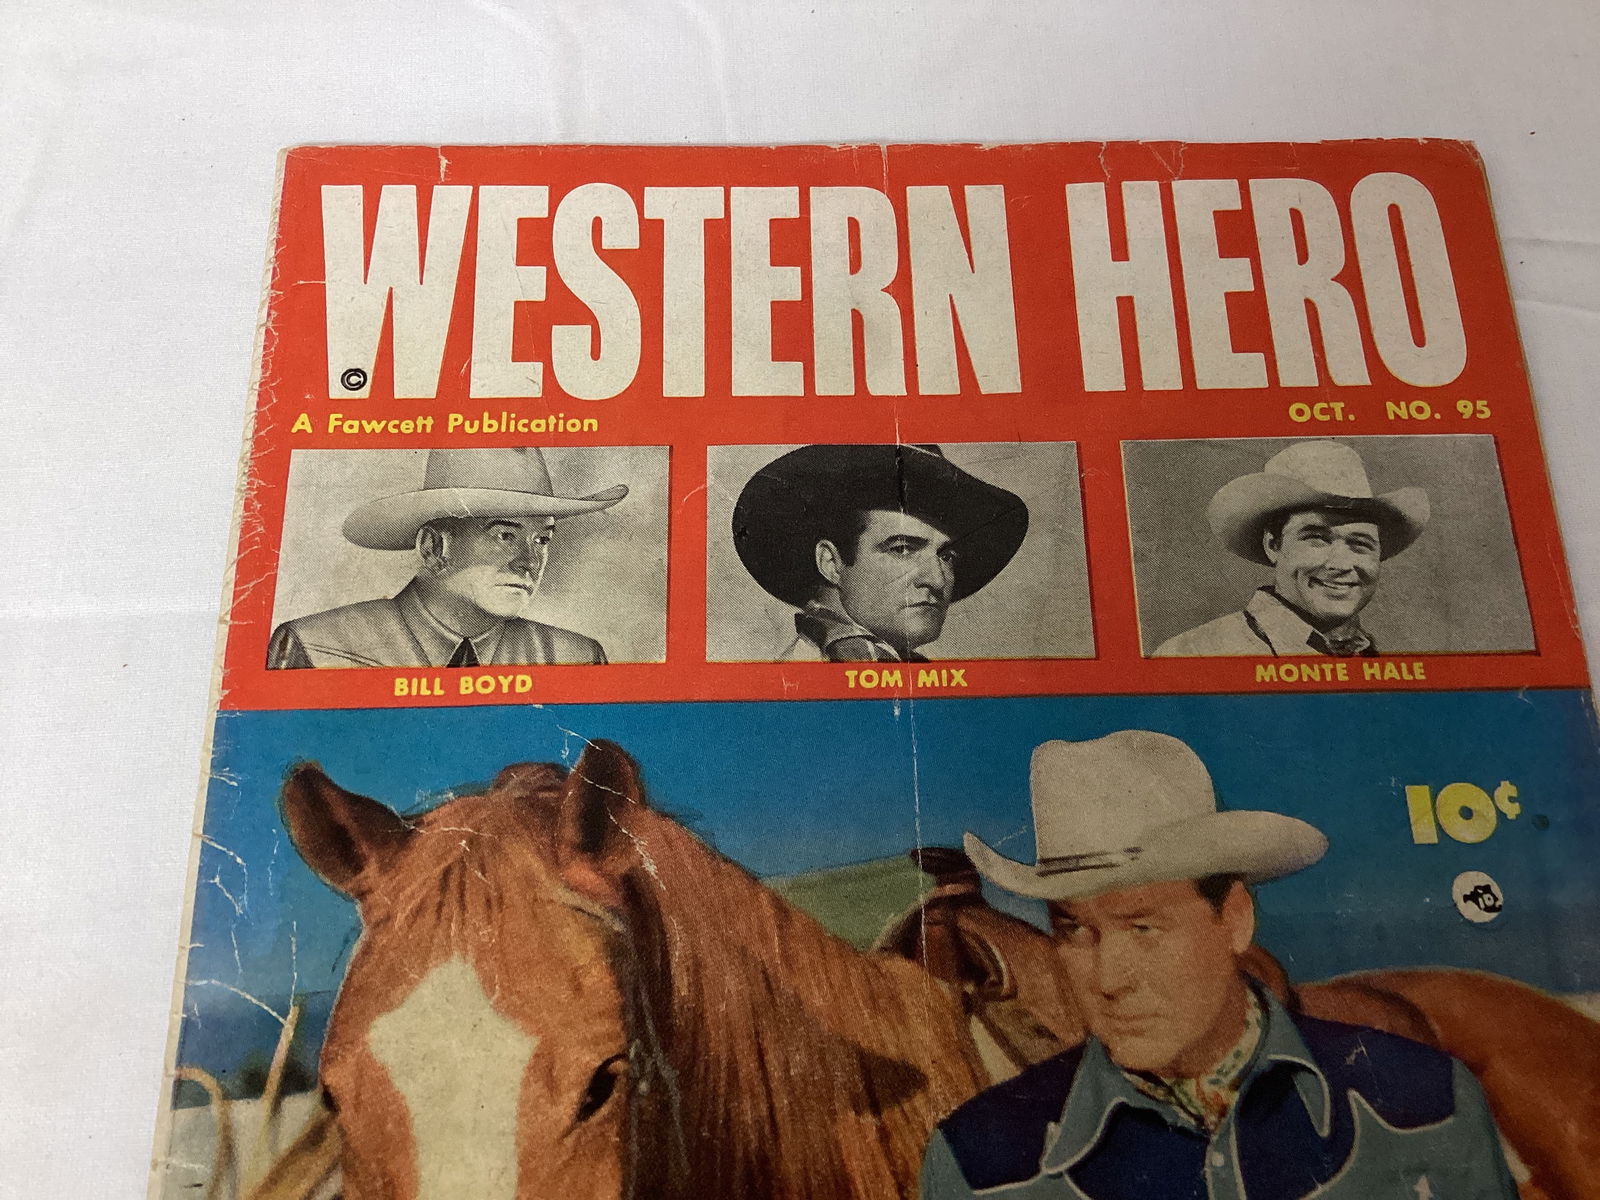 WESTERN HERO
©
A Fawcett Publication
OCT. NO. 95
BILL BOYD
TOM MIX
MONTE HALE
10¢